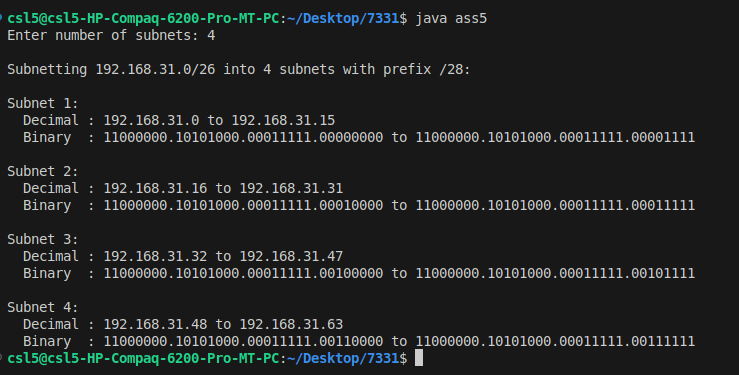 csl5@csl5-HP-Compaq-6200-Pro-MT-PC:~/Desktop/7331$ java ass5
Enter number of subnets: 4
Subnetting 192.168.31.0/26 into 4 subnets with prefix /28:
Subnet 1:
Decimal : 192.168.31.0 to 192.168.31.15
Binary  : 11000000.10101000.00011111.00000000 to 11000000.10101000.00011111.00001111
Subnet 2:
Decimal : 192.168.31.16 to 192.168.31.31
Binary  : 11000000.10101000.00011111.00010000 to 11000000.10101000.00011111.00011111
Subnet 3:
Decimal : 192.168.31.32 to 192.168.31.47
Binary  : 11000000.10101000.00011111.00100000 to 11000000.10101000.00011111.00101111
Subnet 4:
Decimal : 192.168.31.48 to 192.168.31.63
Binary  : 11000000.10101000.00011111.00110000 to 11000000.10101000.00011111.00111111
csl5@csl5-HP-Compaq-6200-Pro-MT-PC:~/Desktop/7331$